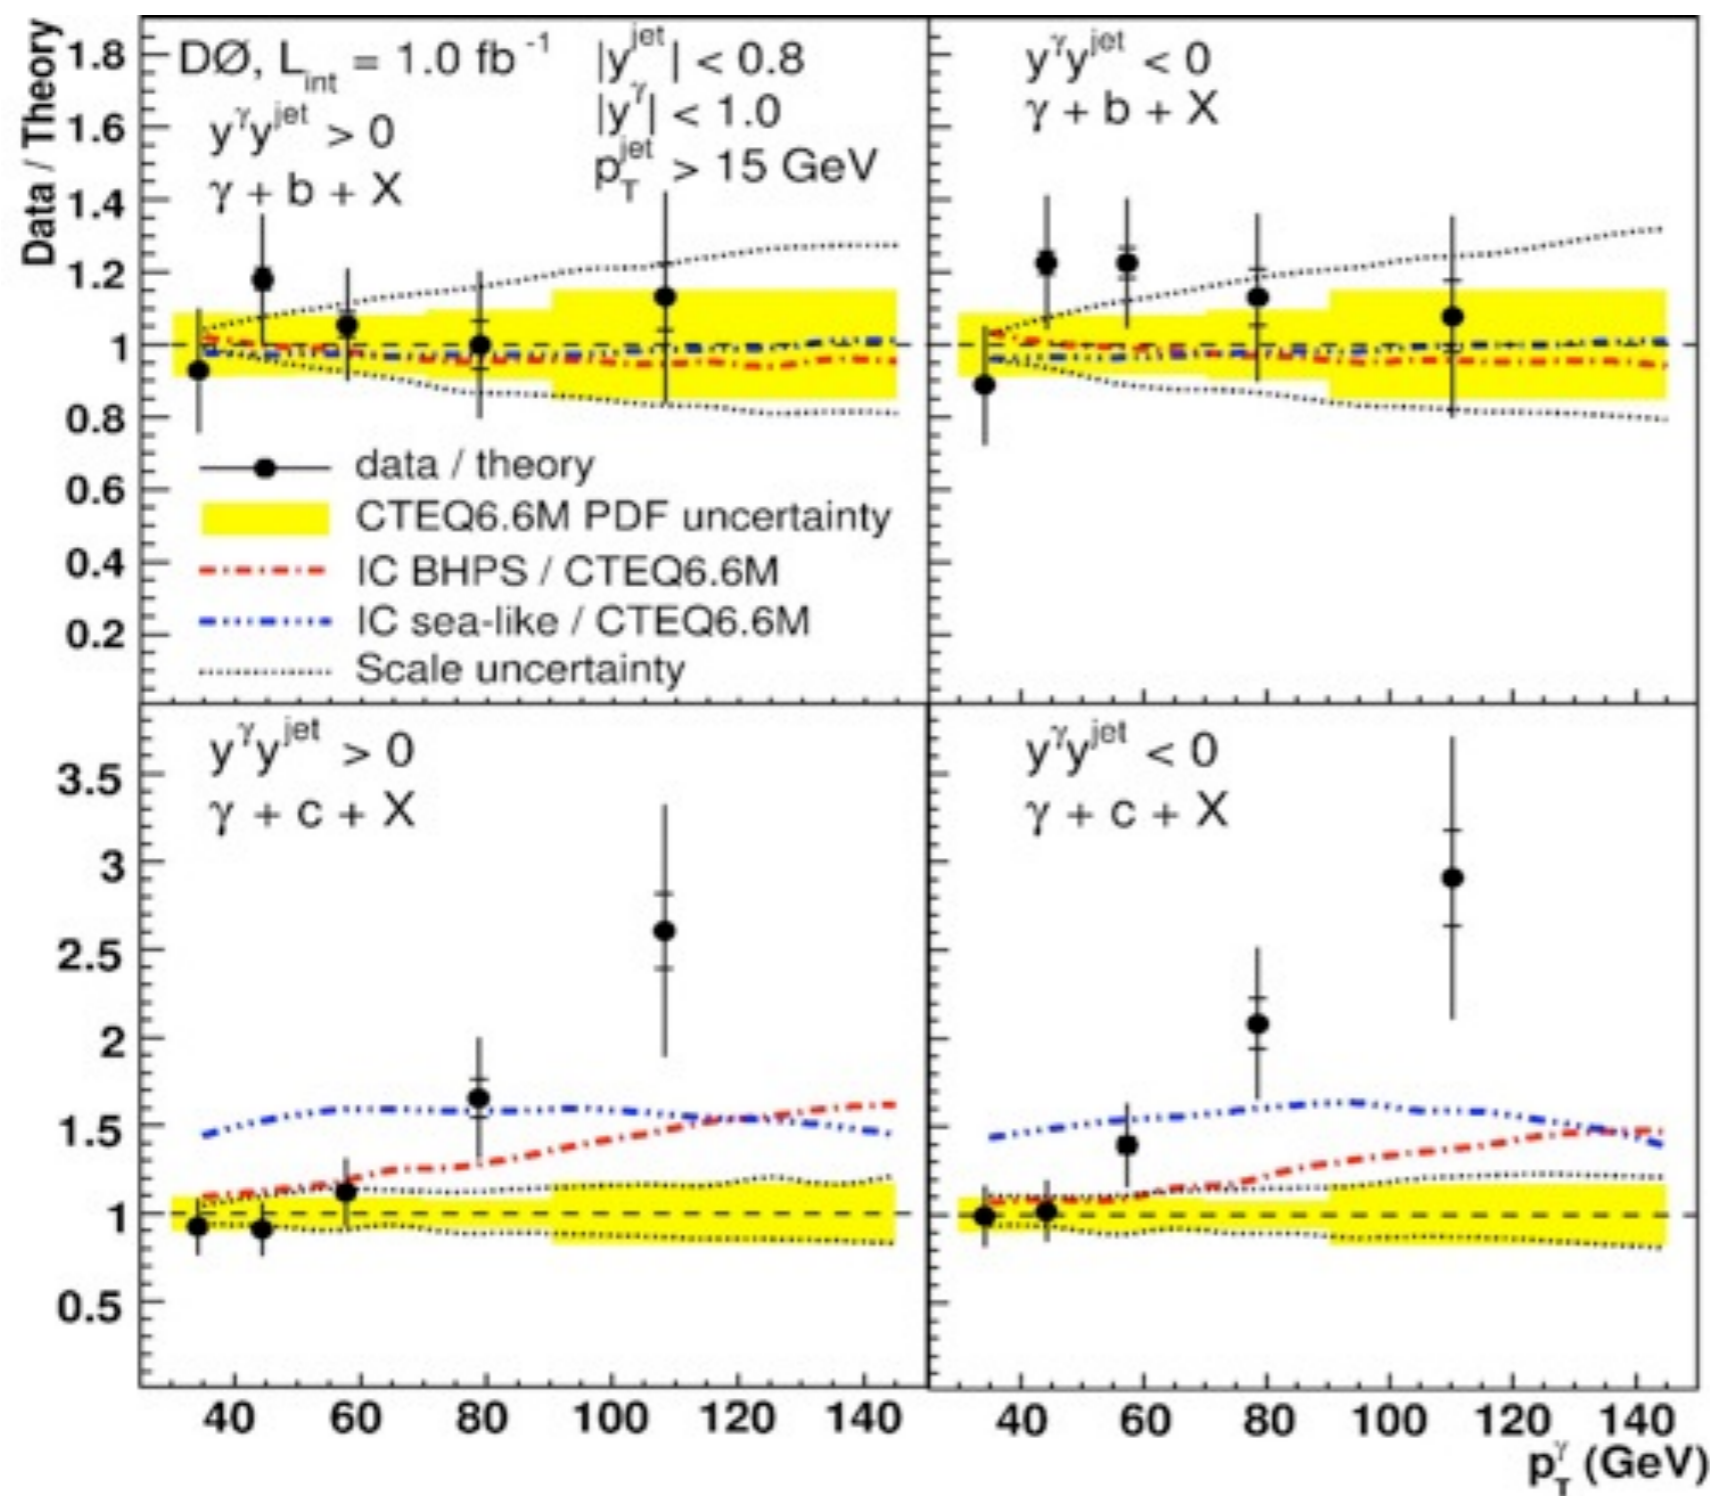 Data / Theory
1.8
1.6
1.4
1.2
1
0.8
0.6
0.4
0.2
DØ, L_int = 1.0 fb^-1
y^γ y^jet > 0
γ + b + X
|y^jet| < 0.8
|y^γ| < 1.0
p_T^jet > 15 GeV
data / theory
CTEQ6.6M PDF uncertainty
IC BHPS / CTEQ6.6M
IC sea-like / CTEQ6.6M
Scale uncertainty
y^γ y^jet < 0
γ + b + X
3.5
3
2.5
2
1.5
1
0.5
y^γ y^jet > 0
γ + c + X
y^γ y^jet < 0
γ + c + X
40 60 80 100 120 140
40 60 80 100 120 140
p_T^γ (GeV)